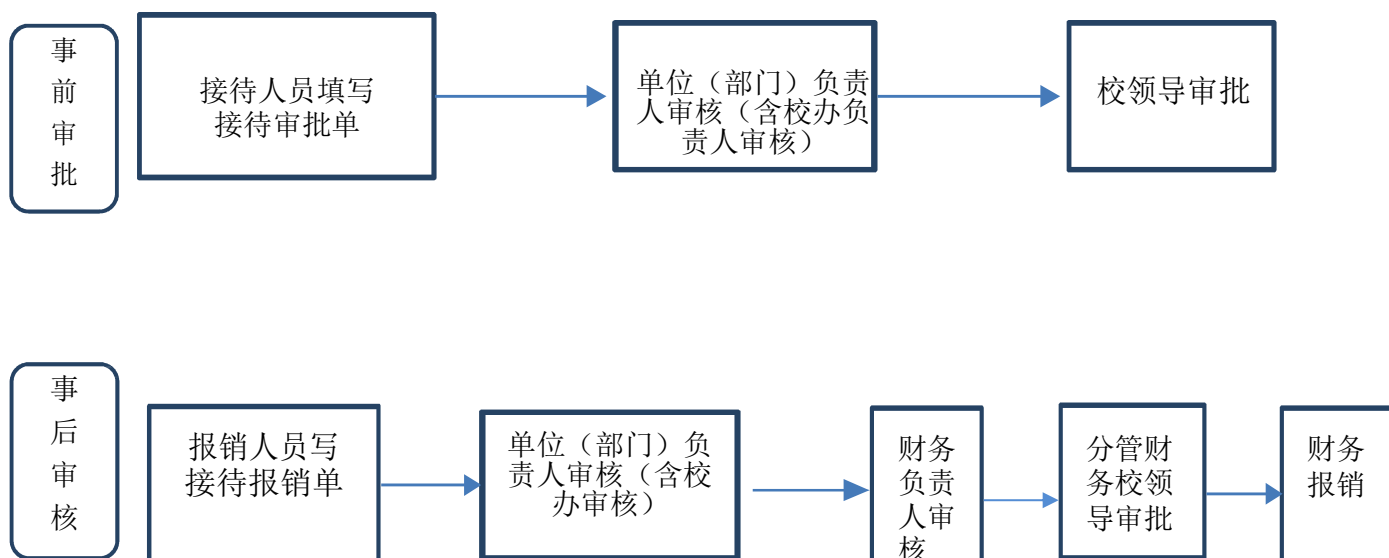 事
前
审
批
接待人员填写
接待审批单
单位（部门）负责
人审核（含校办负
责人审核）
校领导审批
事
后
审
核
报销人员写
接待报销单
单位（部门）负
责人审核（含校
办审核）
财务
负责
人审
核
分管财
务校领
导审批
财务
报销